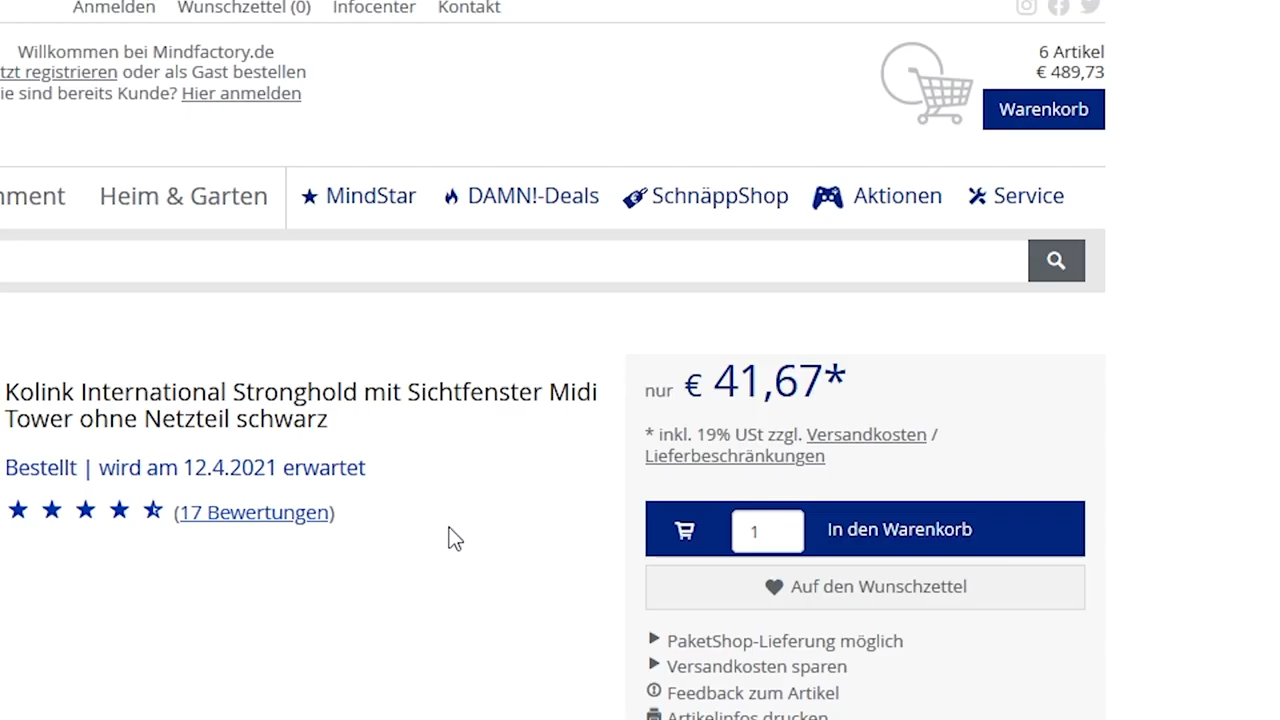 Anmelden Wunschzettel (0) Infocenter Kontakt
Willkommen bei Mindfactory.de
tzt registrieren oder als Gast bestellen
ie sind bereits Kunde? Hier anmelden
6 Artikel
€ 489,73
Warenkorb
nment Heim & Garten MindStar DAMN!-Deals SchnäppShop Aktionen Service
Kolink International Stronghold mit Sichtfenster Midi
Tower ohne Netzteil schwarz
Bestellt | wird am 12.4.2021 erwartet
(17 Bewertungen)
nur € 41,67*
* inkl. 19% USt zzgl. Versandkosten /
Lieferbeschränkungen
1 In den Warenkorb
Auf den Wunschzettel
PaketShop-Lieferung möglich
Versandkosten sparen
Feedback zum Artikel
Artikelinfos drucken